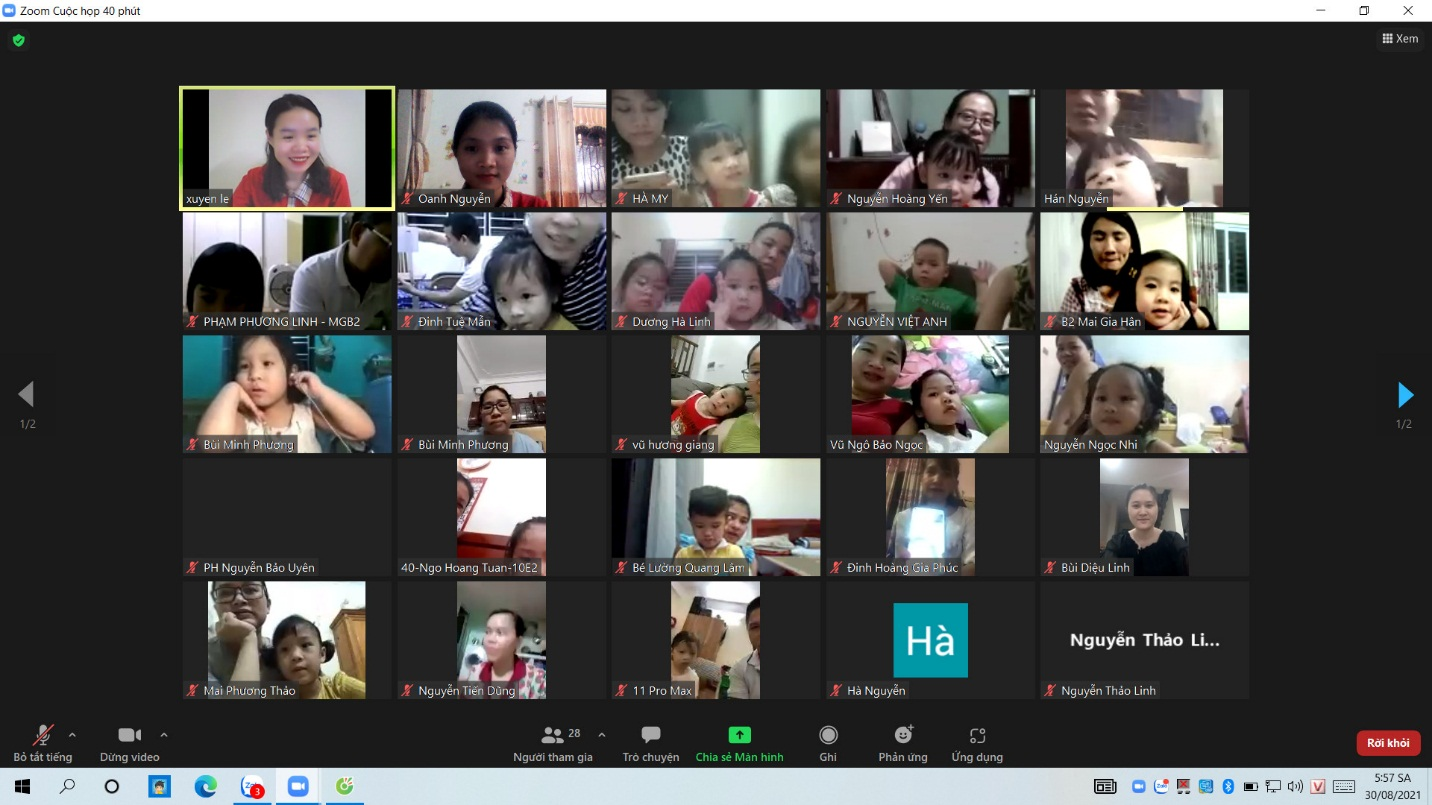 Zoom Cuộc họp 40 phút
Xem
xuyen le
Oanh Nguyễn
HÀ MY
Nguyễn Hoàng Yến
Hán Nguyễn
PHẠM PHƯƠNG LINH - MGB2
Đinh Tuệ Mẫn
Dương Hà Linh
NGUYỄN VIỆT ANH
B2 Mai Gia Hân
1/2
1/2
Bùi Minh Phương
Bùi Minh Phương
vũ hương giang
Vũ Ngô Bảo Ngọc
Nguyễn Ngọc Nhi
PH Nguyễn Bảo Uyên
40-Ngo Hoang Tuan-10E2
Bé Lường Quang Lâm
Đinh Hoàng Gia Phúc
Bùi Diệu Linh
Hà
Nguyễn Thảo Li...
Mai Phương Thảo
Nguyễn Tiến Dũng
11 Pro Max
Hà Nguyễn
Nguyễn Thảo Linh
28
Bỏ tắt tiếng
Dừng video
Người tham gia
Trò chuyện
Chia sẻ Màn hình
Ghi
Phản ứng
Ứng dụng
Rời khỏi
3
5:57 SA
30/08/2021